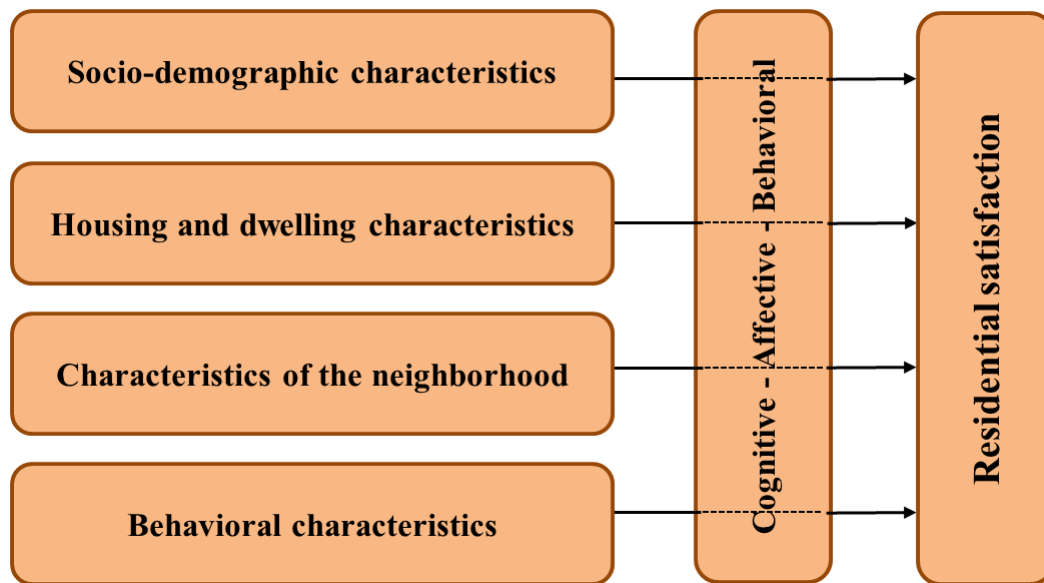 Socio-demographic characteristics
Housing and dwelling characteristics
Characteristics of the neighborhood
Behavioral characteristics
Cognitive - Affective - Behavioral
Residential satisfaction